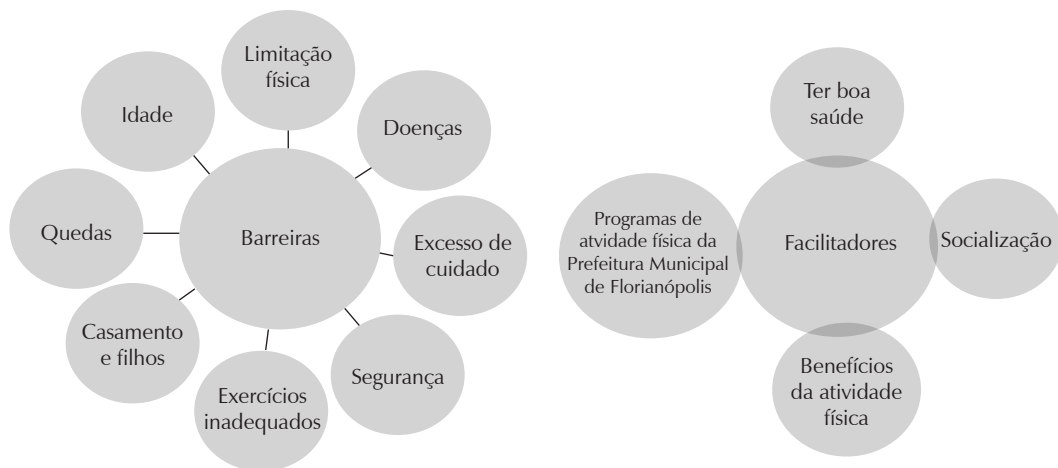 Limitação
física
Idade
Doenças
Quedas
Barreiras
Excesso de
cuidado
Casamento
e filhos
Segurança
Exercícios
inadequados
Ter boa
saúde
Programas de
atvidade física da
Prefeitura Municipal
de Florianópolis
Facilitadores
Socialização
Benefícios
da atividade
física